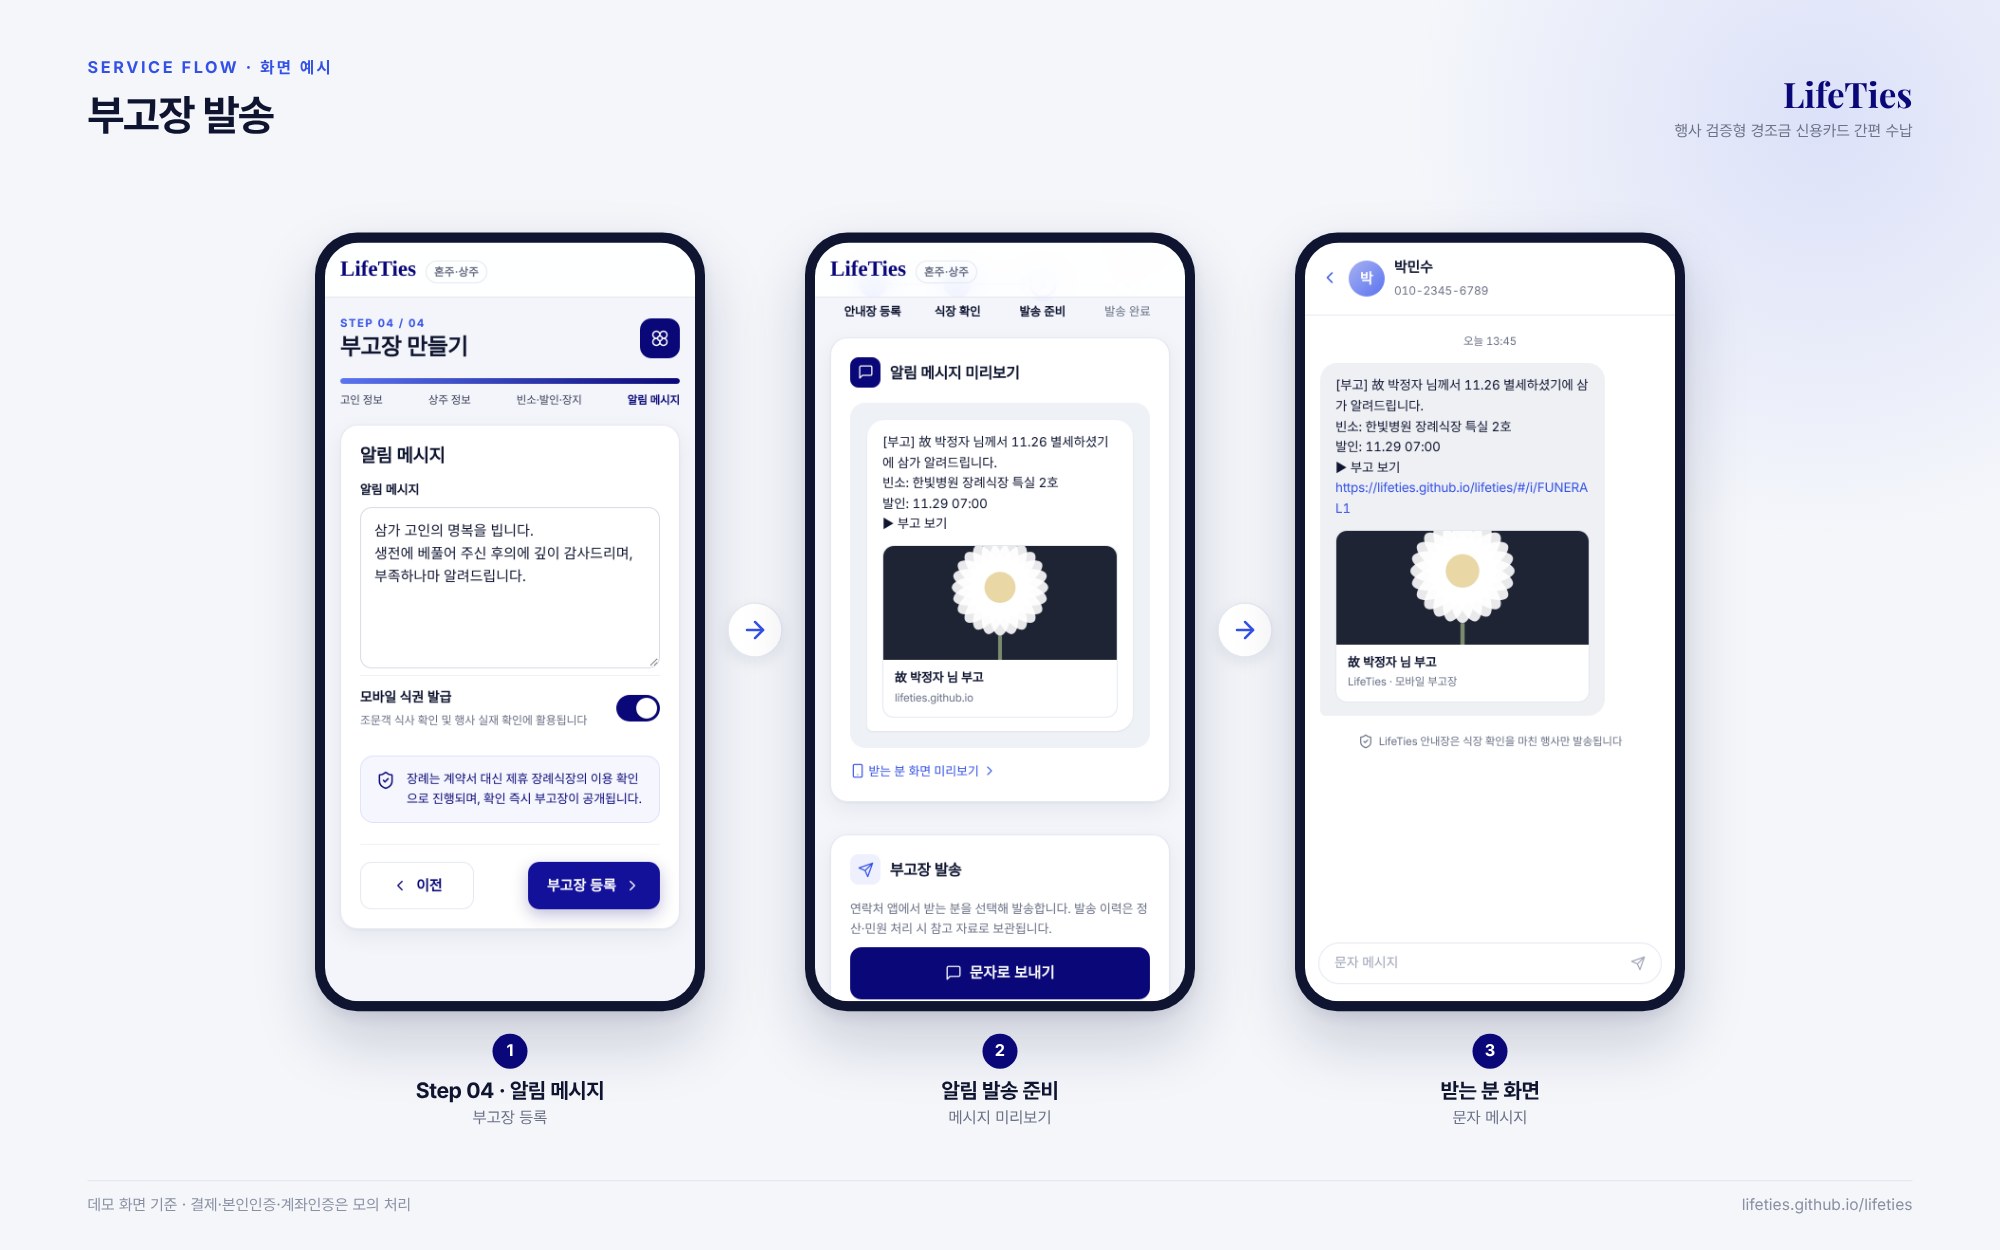 SERVICE FLOW · 화면 예시
부고장 발송
LifeTies
행사 검증형 경조금 신용카드 간편 수납
LifeTies 혼주·상주
STEP 04 / 04
부고장 만들기
고인 정보 상주 정보 빈소·발인·장지 알림 메시지
알림 메시지
알림 메시지
삼가 고인의 명복을 빕니다.
생전에 베풀어 주신 후의에 깊이 감사드리며,
부족하나마 알려드립니다.
모바일 식권 발급
조문객 식사 확인 및 행사 실재 확인에 활용됩니다
장례는 계약서 대신 제휴 장례식장의 이용 확인
으로 진행되며, 확인 즉시 부고장이 공개됩니다.
이전 부고장 등록
1
Step 04 · 알림 메시지
부고장 등록
LifeTies 혼주·상주
안내장 등록 식장 확인 발송 준비 발송 완료
알림 메시지 미리보기
[부고] 故 박정자 님께서 11.26 별세하셨기
에 삼가 알려드립니다.
빈소: 한빛병원 장례식장 특실 2호
발인: 11.29 07:00
▶ 부고 보기
故 박정자 님 부고
lifeties.github.io
받는 분 화면 미리보기
부고장 발송
연락처 앱에서 받는 분을 선택해 발송합니다. 발송 이력은 정
산·민원 처리 시 참고 자료로 보관됩니다.
문자로 보내기
2
알림 발송 준비
메시지 미리보기
박 박민수
010-2345-6789
오늘 13:45
[부고] 故 박정자 님께서 11.26 별세하셨기에 삼
가 알려드립니다.
빈소: 한빛병원 장례식장 특실 2호
발인: 11.29 07:00
▶ 부고 보기
https://lifeties.github.io/lifeties/#/i/FUNERA
L1
故 박정자 님 부고
LifeTies · 모바일 부고장
LifeTies 안내장은 식장 확인을 마친 행사만 발송됩니다
문자 메시지
3
받는 분 화면
문자 메시지
데모 화면 기준 · 결제·본인인증·계좌인증은 모의 처리
lifeties.github.io/lifeties